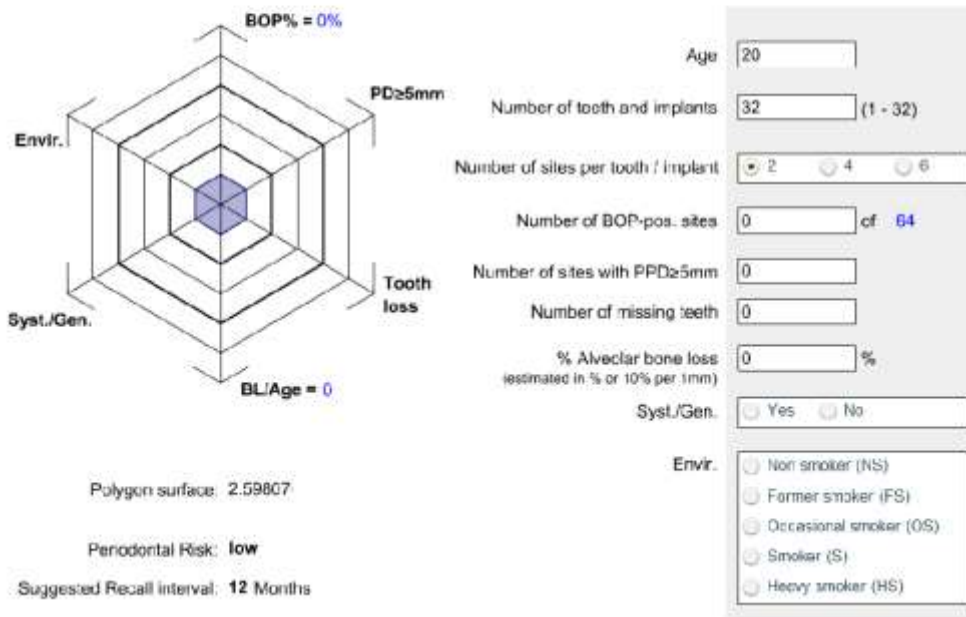 BOP% = 0%
PD≥5mm
Envir.
Tooth
loss
Syst./Gen.
BL/Age = 0
Polygon surface: 2.59807
Periodontal Risk: low
Suggested Recall interval: 12 Months
Age 20
Number of teeth and implants 32 (1 - 32)
Number of sites per tooth / implant 2 4 6
Number of BOP-pos. sites 0 of 64
Number of sites with PPD≥5mm 0
Number of missing teeth 0
% Alveolar bone loss 0 %
(estimated in % or 10% per 1mm)
Syst./Gen. Yes No
Envir. Non smoker (NS)
Former smoker (FS)
Occasional smoker (OS)
Smoker (S)
Heavy smoker (HS)